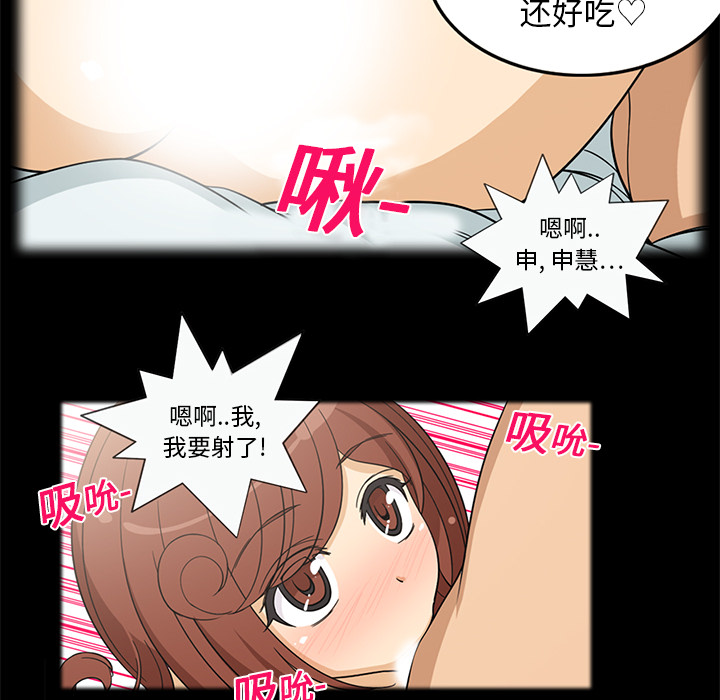 还好吃♡
啾-
嗯啊..
申, 申慧...
嗯啊..我,
我要射了!
吸吮-
吸吮-
吸吮-